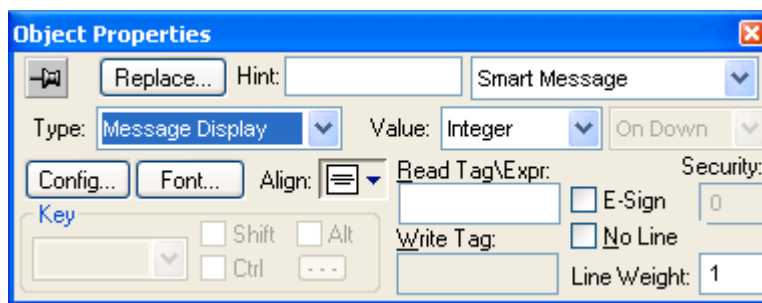 Object Properties
Replace... Hint: Smart Message
Type: Message Display Value: Integer On Down
Config... Font... Align: Read Tag\Expr: Security:
E-Sign 0
Key
Shift Alt Write Tag: No Line
Ctrl ... Line Weight: 1